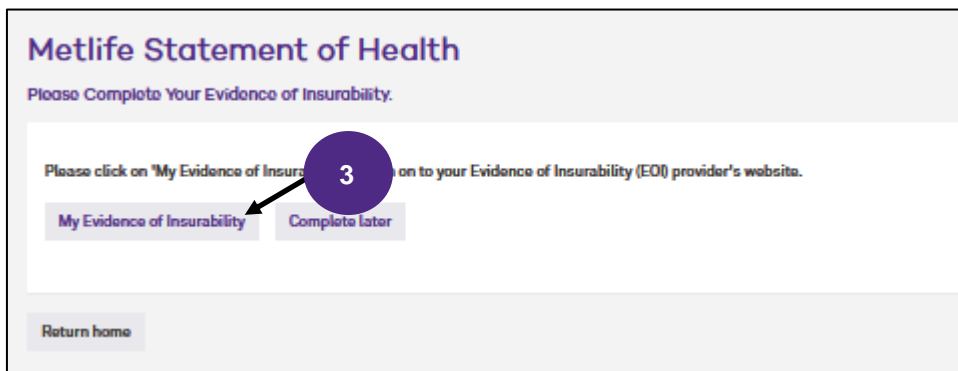 Metlife Statement of Health
Please Complete Your Evidence of Insurability.
Please click on "My Evidence of on to your Evidence of Insurability (EOI) provider's website.
3
My Evidence of Insurability
Complete later
Return home